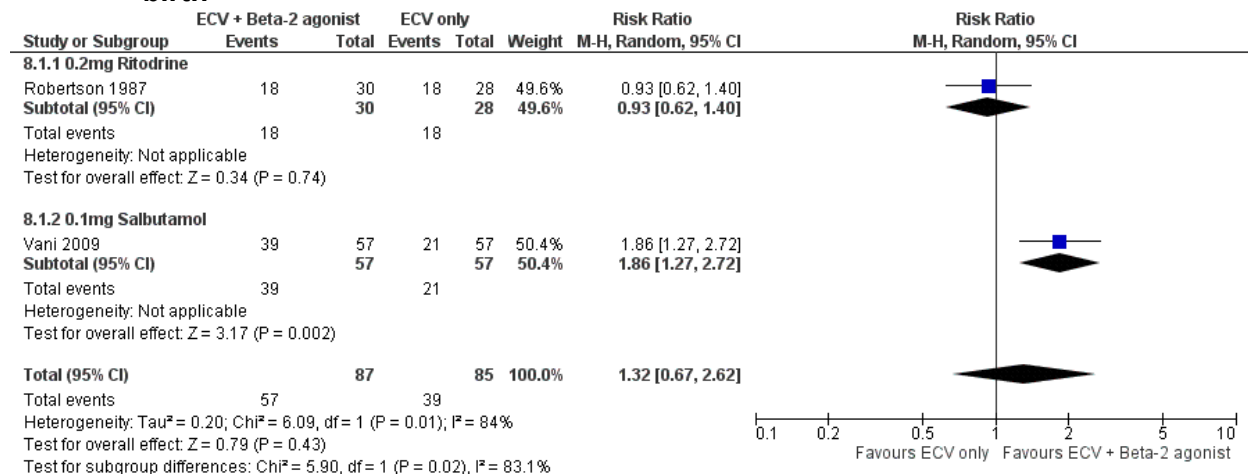 ECV + Beta-2 agonist ECV only Risk Ratio Risk Ratio
Study or Subgroup Events Total Events Total Weight M-H, Random, 95% CI M-H, Random, 95% CI
8.1.1 0.2mg Ritodrine
Robertson 1987 18 30 18 28 49.6% 0.93 [0.62, 1.40]
Subtotal (95% CI) 30 28 49.6% 0.93 [0.62, 1.40]
Total events 18 18
Heterogeneity: Not applicable
Test for overall effect: Z = 0.34 (P = 0.74)
8.1.2 0.1mg Salbutamol
Vani 2009 39 57 21 57 50.4% 1.86 [1.27, 2.72]
Subtotal (95% CI) 57 57 50.4% 1.86 [1.27, 2.72]
Total events 39 21
Heterogeneity: Not applicable
Test for overall effect: Z = 3.17 (P = 0.002)
Total (95% CI) 87 85 100.0% 1.32 [0.67, 2.62]
Total events 57 39
Heterogeneity: Tau² = 0.20; Chi² = 6.09, df = 1 (P = 0.01); I² = 84%
Test for overall effect: Z = 0.79 (P = 0.43)
Test for subgroup differences: Chi² = 5.90, df = 1 (P = 0.02), I² = 83.1%
0.1 0.2 0.5 1 2 5 10
Favours ECV only Favours ECV + Beta-2 agonist